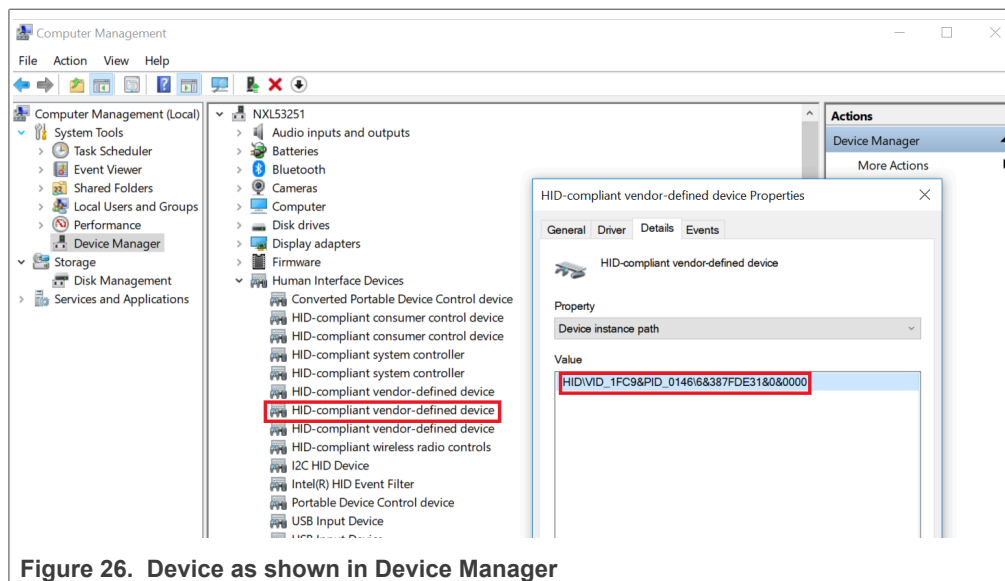 Computer Management
File Action View Help
Computer Management (Local)
System Tools
Task Scheduler
Event Viewer
Shared Folders
Local Users and Groups
Performance
Device Manager
Storage
Disk Management
Services and Applications
NXL53251
Audio inputs and outputs
Batteries
Bluetooth
Cameras
Computer
Disk drives
Display adapters
Firmware
Human Interface Devices
Converted Portable Device Control device
HID-compliant consumer control device
HID-compliant consumer control device
HID-compliant system controller
HID-compliant system controller
HID-compliant vendor-defined device
HID-compliant vendor-defined device
HID-compliant vendor-defined device
HID-compliant wireless radio controls
I2C HID Device
Intel(R) HID Event Filter
Portable Device Control device
USB Input Device
USB Input Device
Actions
Device Manager
More Actions
HID-compliant vendor-defined device Properties
General Driver Details Events
HID-compliant vendor-defined device
Property
Device instance path
Value
HID\VID_1FC9&PID_0146\6&387FDE31&0&0000
Figure 26. Device as shown in Device Manager